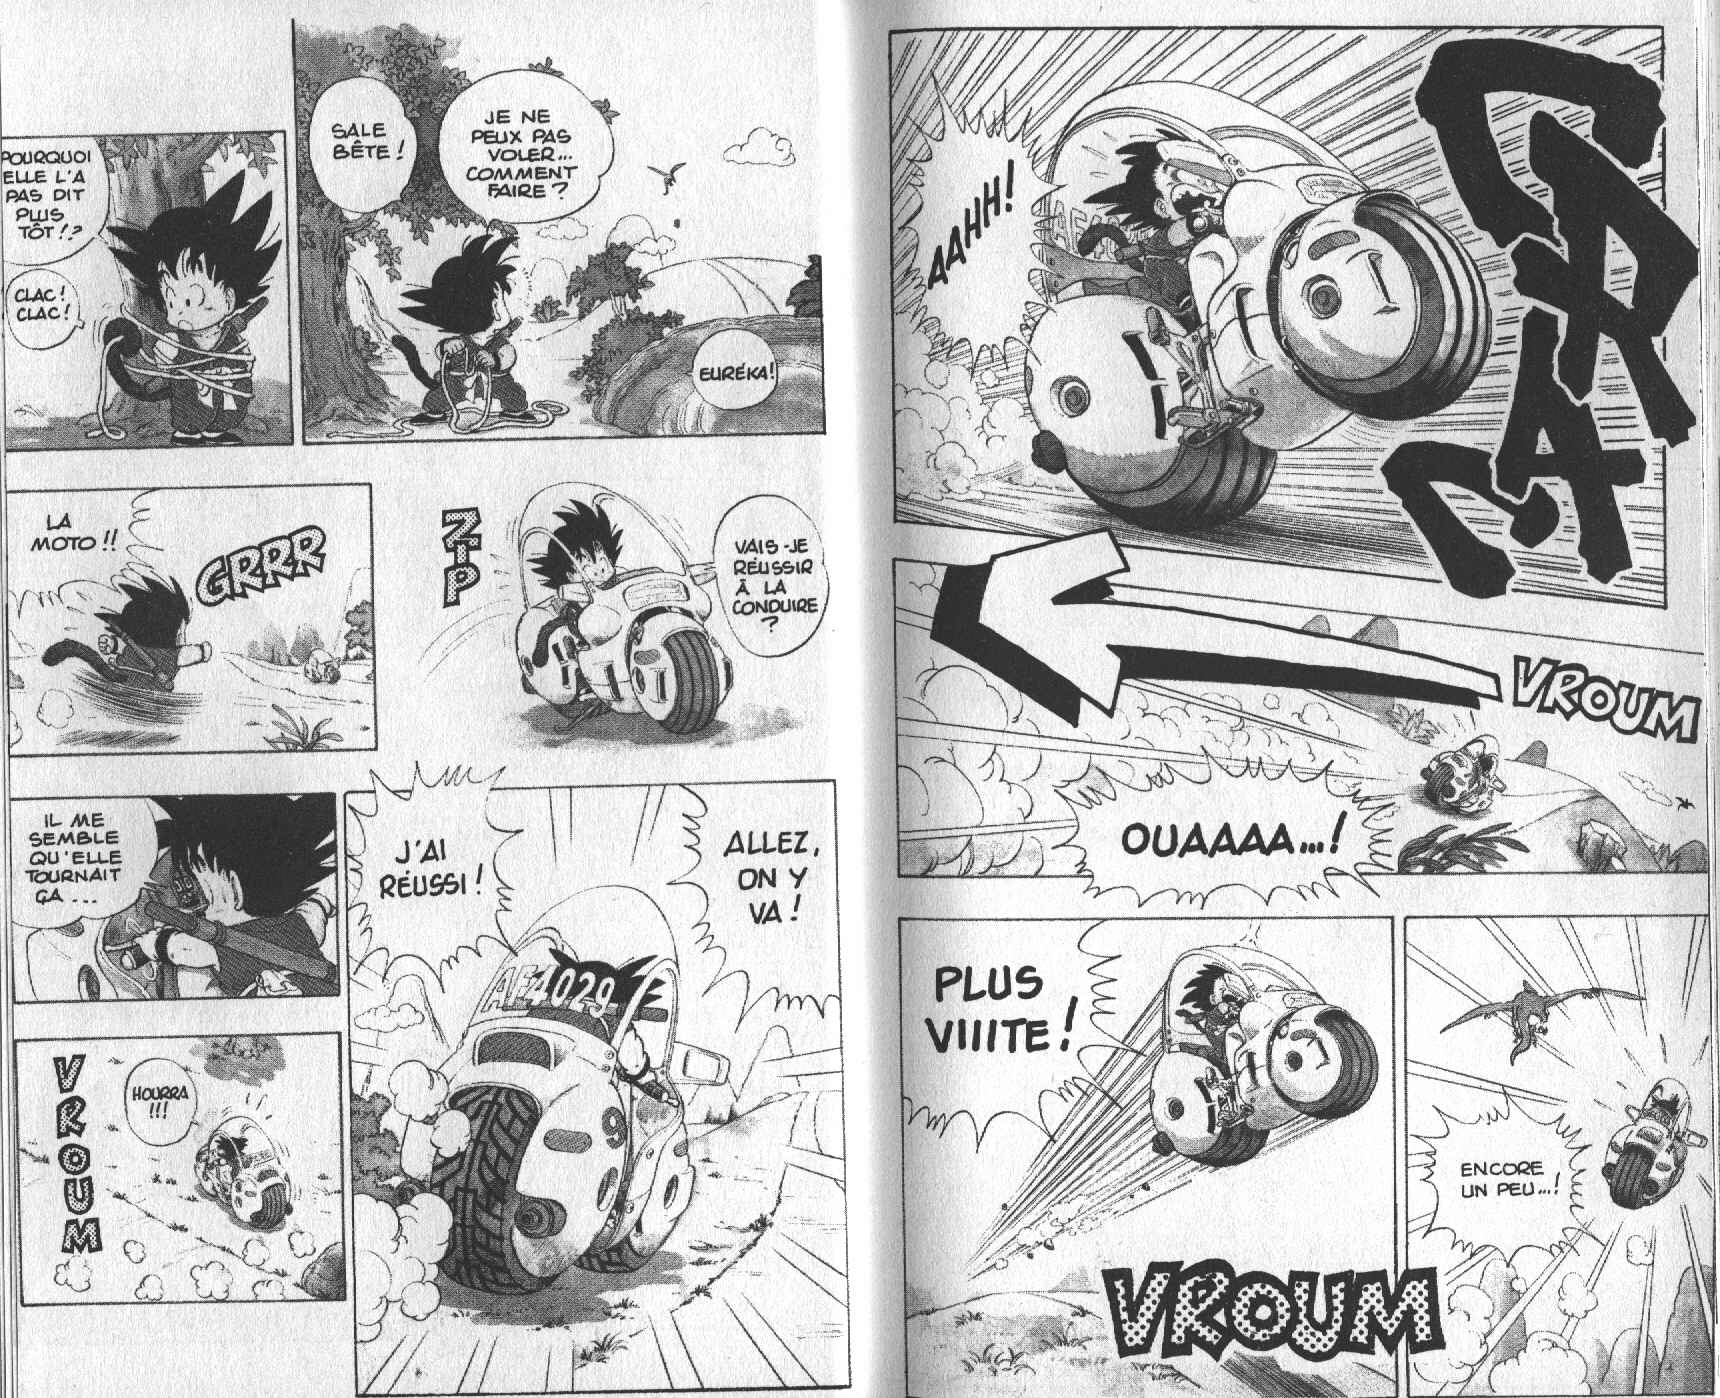 POURQUOI
ELLE L'A
PAS DIT
PLUS
TÔT!?
CLAC!
CLAC!
SALE
BÊTE!
JE NE
PEUX PAS
VOLER...
COMMENT
FAIRE?
EURÉKA!
LA
MOTO!!
GRRR
ZIP
VAIS-JE
RÉUSSIR
À LA
CONDUIRE
?
IL ME
SEMBLE
QU'ELLE
TOURNAIT
ÇA...
J'AI
RÉUSSI!
ALLEZ,
ON Y
VA!
AF4029
9
VROUM
HOURRA
!!!
AAHH!
CRAC
VROUM
OUAAAA...!
PLUS
VIIITE!
VROUM
ENCORE
UN PEU...!